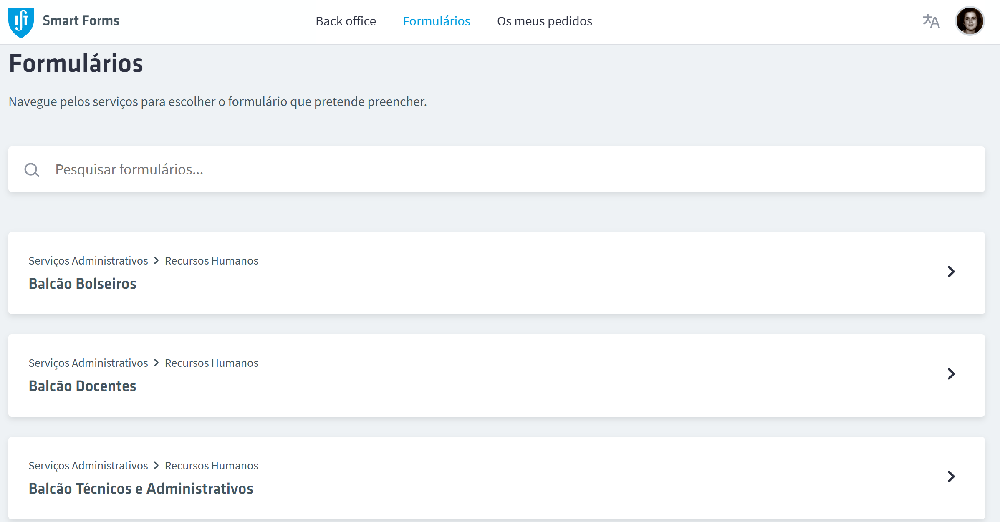 IST
Smart Forms
Back office
Formulários
Os meus pedidos
Formulários
Navegue pelos serviços para escolher o formulário que pretende preencher.
Pesquisar formulários...
Serviços Administrativos > Recursos Humanos
Balcão Bolseiros
Serviços Administrativos > Recursos Humanos
Balcão Docentes
Serviços Administrativos > Recursos Humanos
Balcão Técnicos e Administrativos